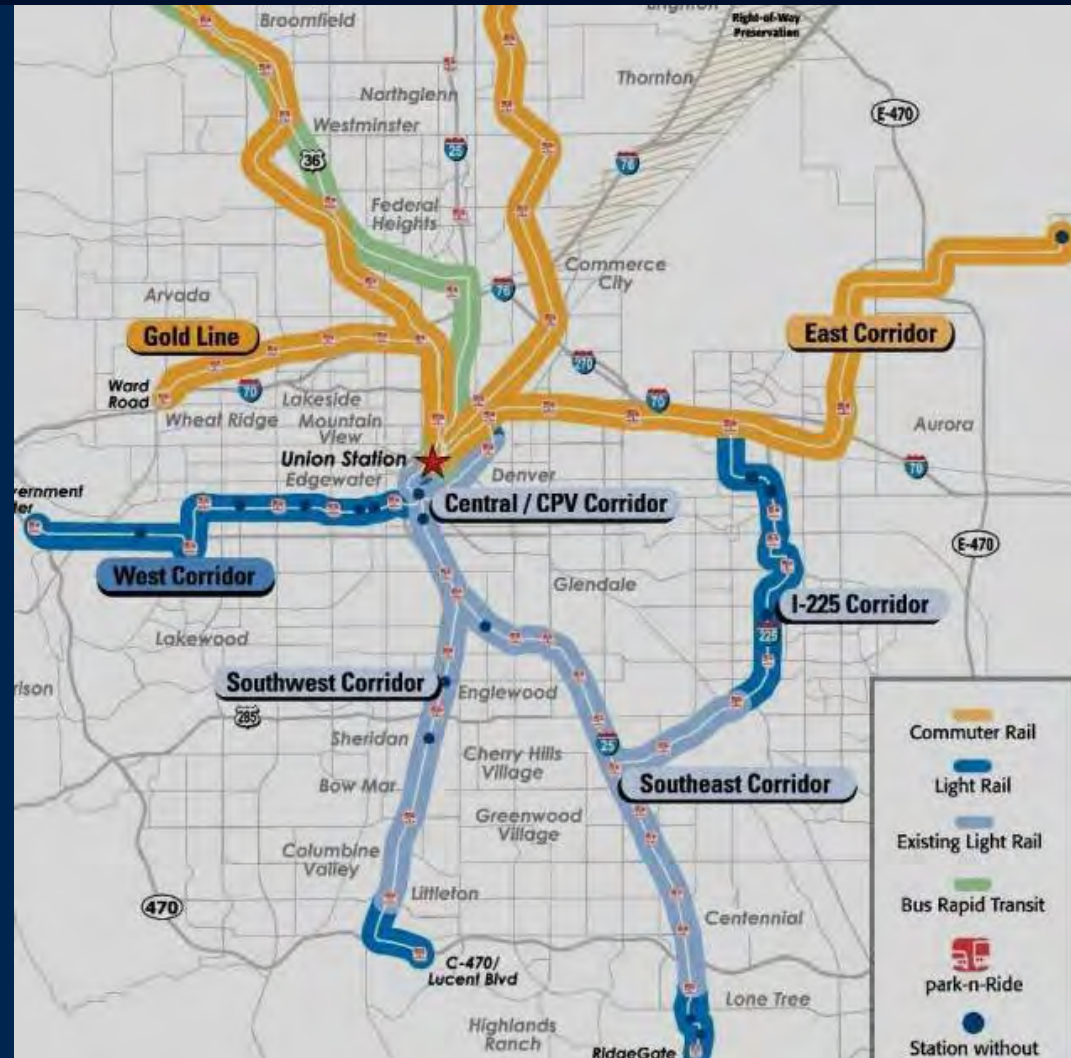 Broomfield
Right-of-Way
Preservation
Thornton
Northglenn
E-470
Westminster
25
36
76
Federal
Heights
Commerce
City
76
Arvada
Gold Line
East Corridor
270
Ward
Road
70
Lakeside
70
Wheat Ridge
Mountain
View
Aurora
Union Station
Edgewater
Denver
70
Central / CPV Corridor
E-470
West Corridor
Glendale
I-225 Corridor
225
Lakewood
Southwest Corridor
Englewood
285
Sheridan
25
Cherry Hills
Village
Bow Mar
Southeast Corridor
Greenwood
Village
Columbine
Valley
Littleton
470
Centennial
C-470/
Lucent Blvd
Lone Tree
Highlands
Ranch
RidgeGate
Commuter Rail
Light Rail
Existing Light Rail
Bus Rapid Transit
park-n-Ride
Station without